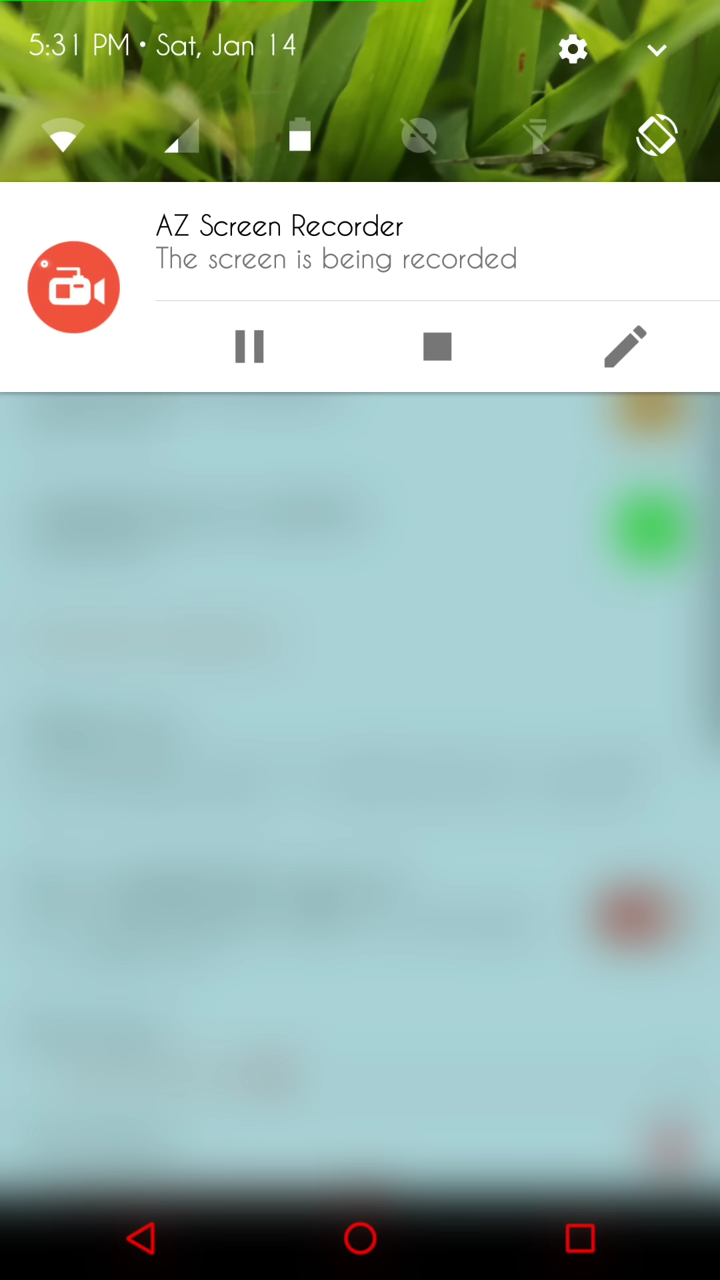 5:31 PM • Sat, Jan 14
AZ Screen Recorder
The screen is being recorded